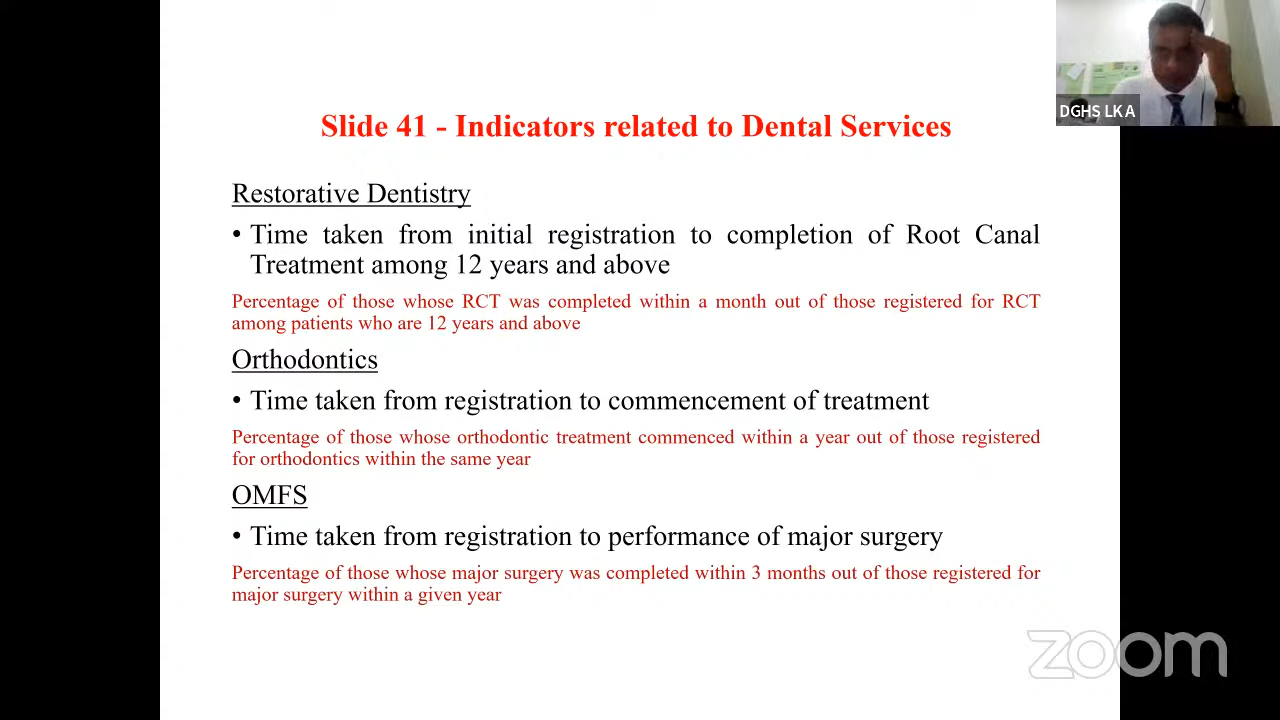 DGHS LKA
Slide 41 - Indicators related to Dental Services
Restorative Dentistry
• Time taken from initial registration to completion of Root Canal
Treatment among 12 years and above
Percentage of those whose RCT was completed within a month out of those registered for RCT
among patients who are 12 years and above
Orthodontics
• Time taken from registration to commencement of treatment
Percentage of those whose orthodontic treatment commenced within a year out of those registered
for orthodontics within the same year
OMFS
• Time taken from registration to performance of major surgery
Percentage of those whose major surgery was completed within 3 months out of those registered for
major surgery within a given year
zoom